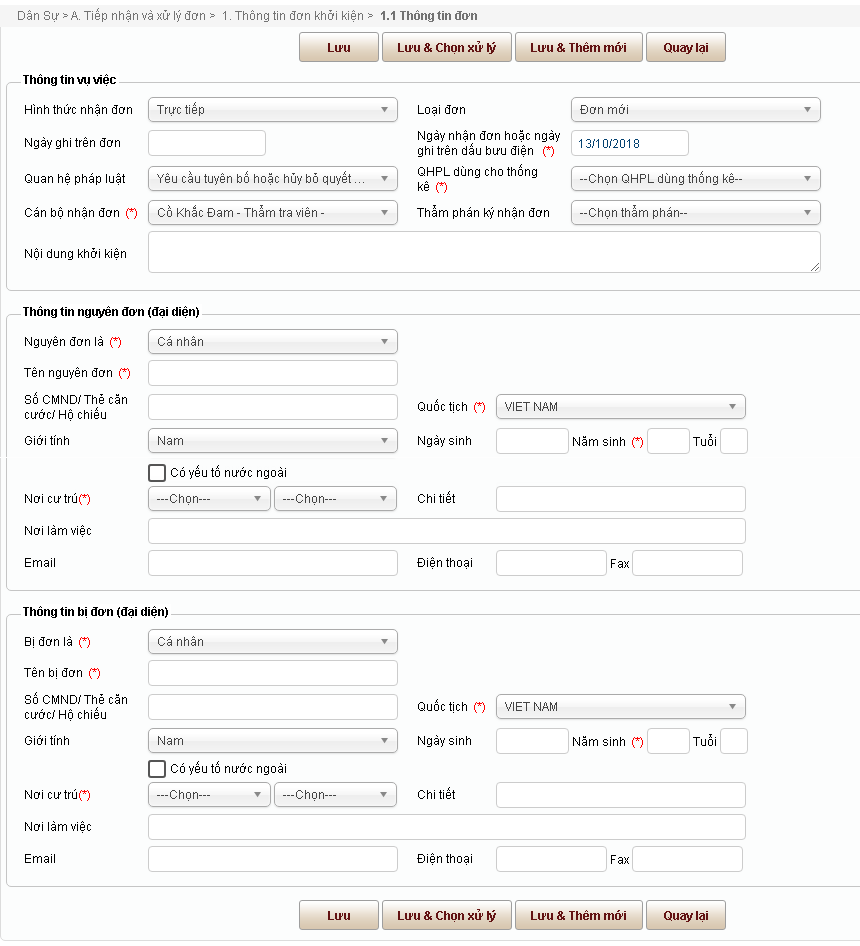 Dân Sự > A. Tiếp nhận và xử lý đơn > 1. Thông tin đơn khởi kiện > 1.1 Thông tin đơn
Lưu Lưu & Chọn xử lý Lưu & Thêm mới Quay lại
Thông tin vụ việc
Hình thức nhận đơn Trực tiếp Loại đơn Đơn mới
Ngày ghi trên đơn Ngày nhận đơn hoặc ngày
ghi trên dấu bưu điện (*) 13/10/2018
Quan hệ pháp luật Yêu cầu tuyên bố hoặc hủy bỏ quyết ... QHPL dùng cho thống
kê (*) --Chọn QHPL dùng thống kê--
Cán bộ nhận đơn (*) Cồ Khắc Đam - Thẩm tra viên - Thẩm phán ký nhận đơn --Chọn thẩm phán--
Nội dung khởi kiện
Thông tin nguyên đơn (đại diện)
Nguyên đơn là (*) Cá nhân
Tên nguyên đơn (*)
Số CMND/ Thẻ căn
cước/ Hộ chiếu Quốc tịch (*) VIET NAM
Giới tính Nam Ngày sinh Năm sinh (*) Tuổi
Có yếu tố nước ngoài
Nơi cư trú(*) ---Chọn--- ---Chọn--- Chi tiết
Nơi làm việc
Email Điện thoại Fax
Thông tin bị đơn (đại diện)
Bị đơn là (*) Cá nhân
Tên bị đơn (*)
Số CMND/ Thẻ căn
cước/ Hộ chiếu Quốc tịch (*) VIET NAM
Giới tính Nam Ngày sinh Năm sinh (*) Tuổi
Có yếu tố nước ngoài
Nơi cư trú(*) ---Chọn--- ---Chọn--- Chi tiết
Nơi làm việc
Email Điện thoại Fax
Lưu Lưu & Chọn xử lý Lưu & Thêm mới Quay lại